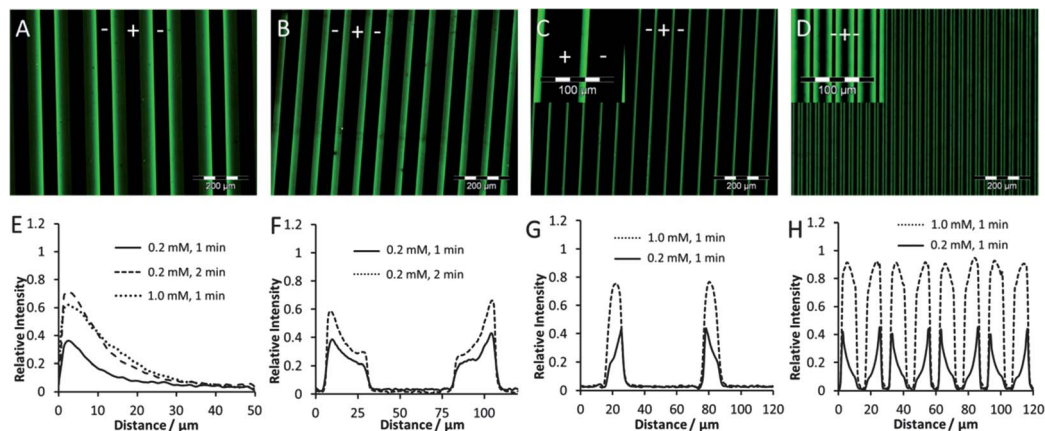 A
- + -
200 µm
B
- + -
200 µm
C
+ -
100 µm
- + -
200 µm
D
- + -
100 µm
200 µm
E
1.2
1
0.8
0.6
0.4
0.2
0
Relative Intensity
0.2 mM, 1 min
0.2 mM, 2 min
1.0 mM, 1 min
0 10 20 30 40 50
Distance / µm
F
1.2
1
0.8
0.6
0.4
0.2
0
Relative Intensity
0.2 mM, 1 min
0.2 mM, 2 min
0 25 50 75 100
Distance / µm
G
1.2
1
0.8
0.6
0.4
0.2
0
Relative Intensity
1.0 mM, 1 min
0.2 mM, 1 min
0 20 40 60 80 100 120
Distance / µm
H
1.2
1
0.8
0.6
0.4
0.2
0
Relative Intensity
1.0 mM, 1 min
0.2 mM, 1 min
0 20 40 60 80 100 120
Distance / µm